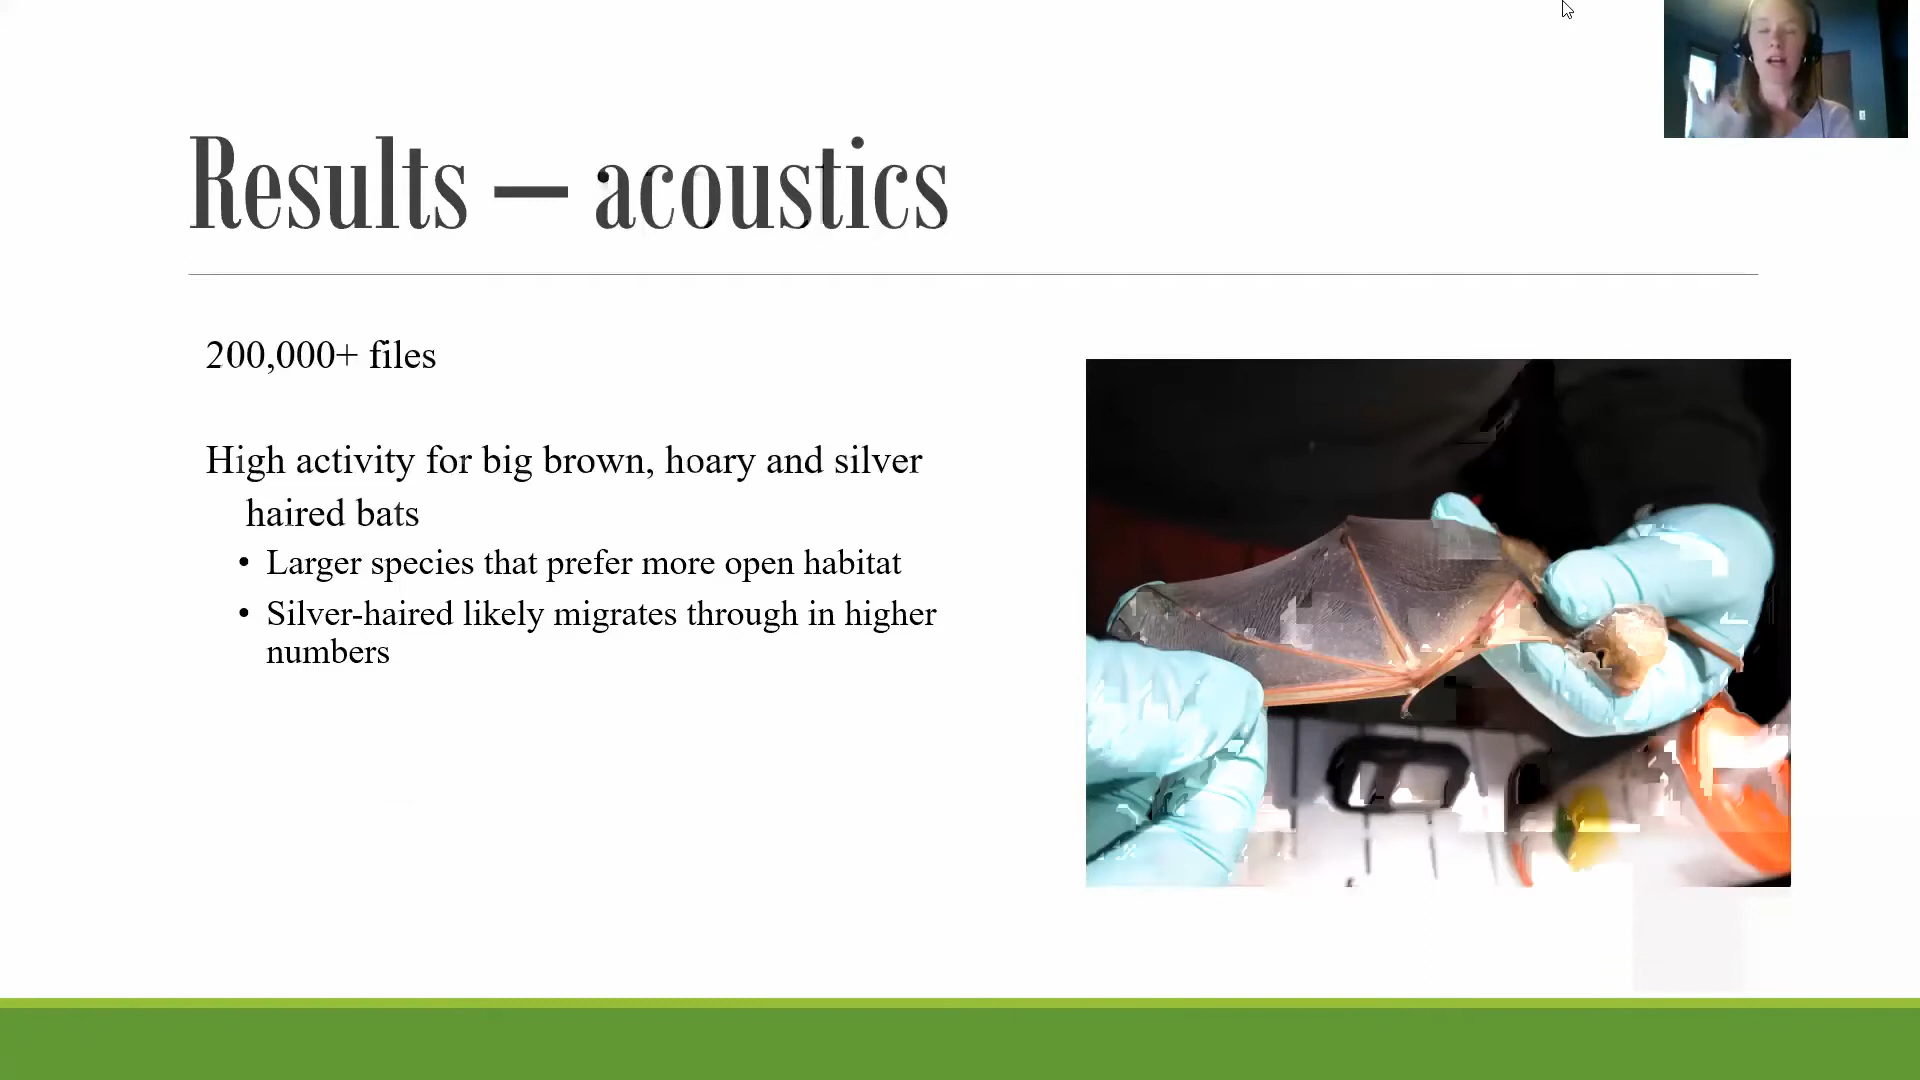 Results – acoustics
200,000+ files
High activity for big brown, hoary and silver
haired bats
• Larger species that prefer more open habitat
• Silver-haired likely migrates through in higher
numbers